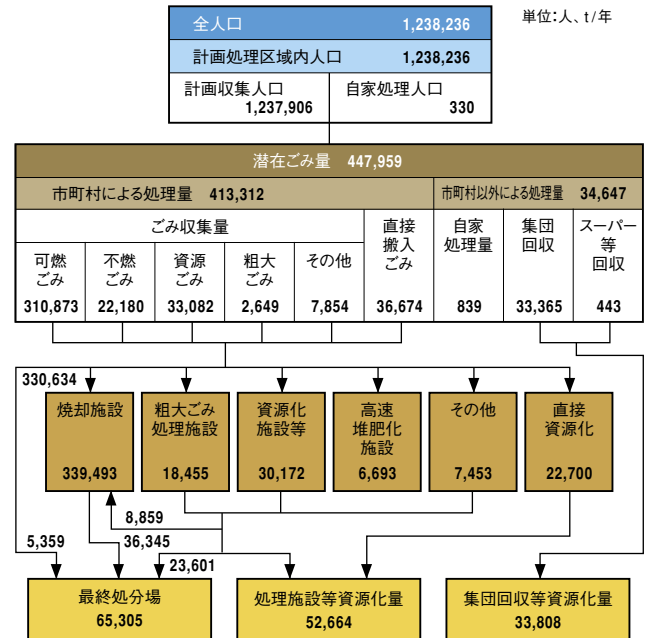 単位:人、t/年
全人口 1,238,236
計画処理区域内人口 1,238,236
計画収集人口 自家処理人口
1,237,906 330
潜在ごみ量 447,959
市町村による処理量 413,312 市町村以外による処理量 34,647
ごみ収集量
可燃
ごみ
310,873
不燃
ごみ
22,180
資源
ごみ
33,082
粗大
ごみ
2,649
その他
7,854
直接
搬入
ごみ
36,674
自家
処理量
839
集団
回収
33,365
スーパー
等
回収
443
330,634
焼却施設
339,493
粗大ごみ
処理施設
18,455
資源化
施設等
30,172
高速
堆肥化
施設
6,693
その他
7,453
直接
資源化
22,700
8,859
5,359
36,345
23,601
最終処分場
65,305
処理施設等資源化量
52,664
集団回収等資源化量
33,808